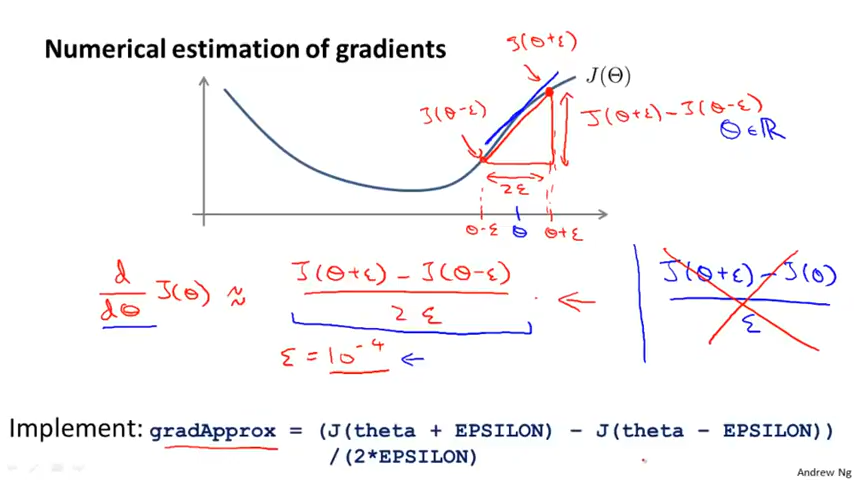 Numerical estimation of gradients
J(θ+ε)
J(Θ)
J(θ-ε)
J(θ+ε) - J(θ-ε)
θ ∈ ℝ
2ε
θ-ε θ θ+ε
d/dθ J(θ) ≈ J(θ+ε) - J(θ-ε) / 2ε
J(θ+ε) - J(θ) / ε
ε = 10^-4
Implement: gradApprox = (J(theta + EPSILON) – J(theta – EPSILON))
/(2*EPSILON)
Andrew Ng